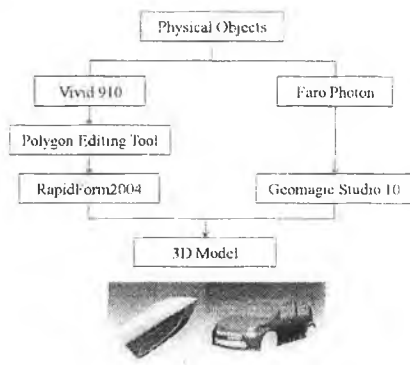 Physical Objects
Vivid 910
Faro Photon
Polygon Editing Tool
RapidForm2004
Geomagic Studio 10
3D Model